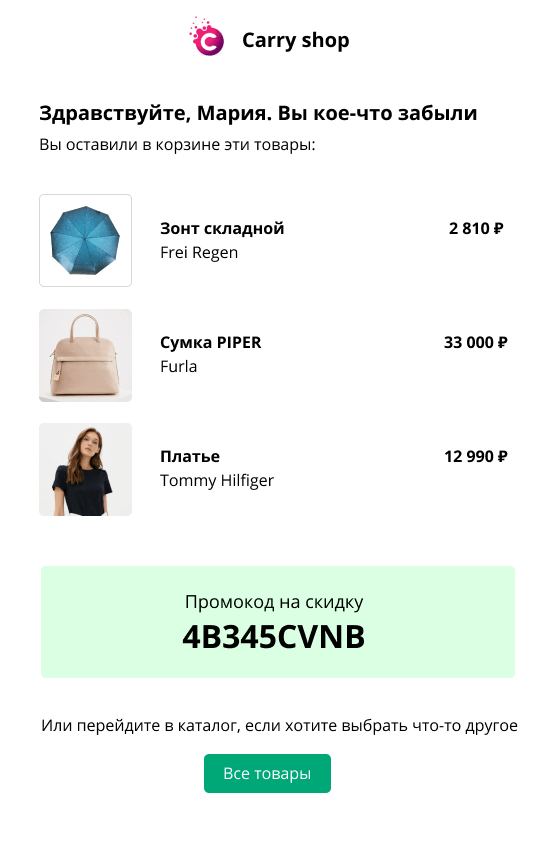 Carry shop
Здравствуйте, Мария. Вы кое-что забыли
Вы оставили в корзине эти товары:
Зонт складной 2 810 ₽
Frei Regen
Сумка PIPER 33 000 ₽
Furla
Платье 12 990 ₽
Tommy Hilfiger
Промокод на скидку
4B345CVNB
Или перейдите в каталог, если хотите выбрать что-то другое
Все товары